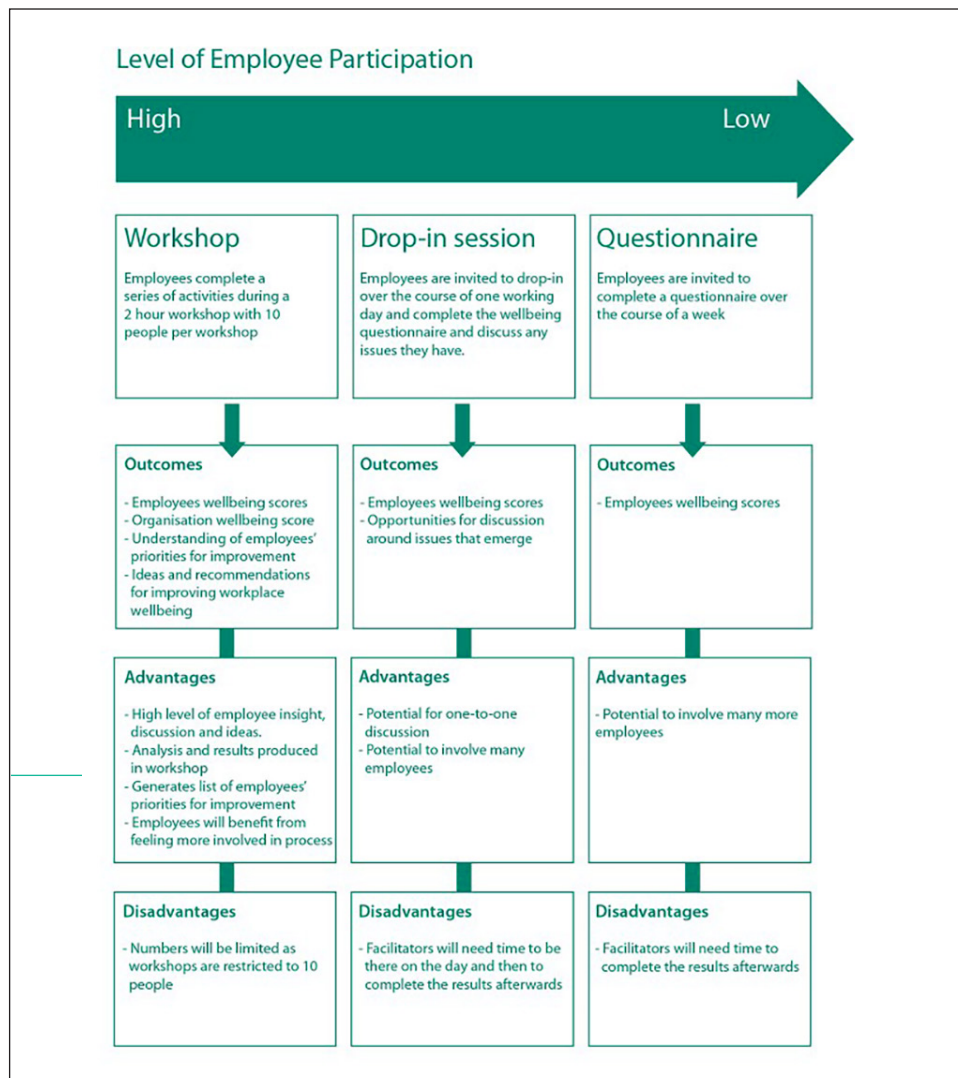 Level of Employee Participation
High
Low
Workshop
Employees complete a
series of activities during a
2 hour workshop with 10
people per workshop
Drop-in session
Employees are invited to drop-in
over the course of one working
day and complete the wellbeing
questionnaire and discuss any
issues they have.
Questionnaire
Employees are invited to
complete a questionnaire over
the course of a week
Outcomes
- Employees wellbeing scores
- Organisation wellbeing score
- Understanding of employees’
priorities for improvement
- Ideas and recommendations
for improving workplace
wellbeing
Outcomes
- Employees wellbeing scores
- Opportunities for discussion
around issues that emerge
Outcomes
- Employees wellbeing scores
Advantages
- High level of employee insight,
discussion and ideas.
- Analysis and results produced
in workshop
- Generates list of employees’
priorities for improvement
- Employees will benefit from
feeling more involved in process
Advantages
- Potential for one-to-one
discussion
- Potential to involve many
employees
Advantages
- Potential to involve many more
employees
Disadvantages
- Numbers will be limited as
workshops are restricted to 10
people
Disadvantages
- Facilitators will need time to be
there on the day and then to
complete the results afterwards
Disadvantages
- Facilitators will need time to
complete the results afterwards